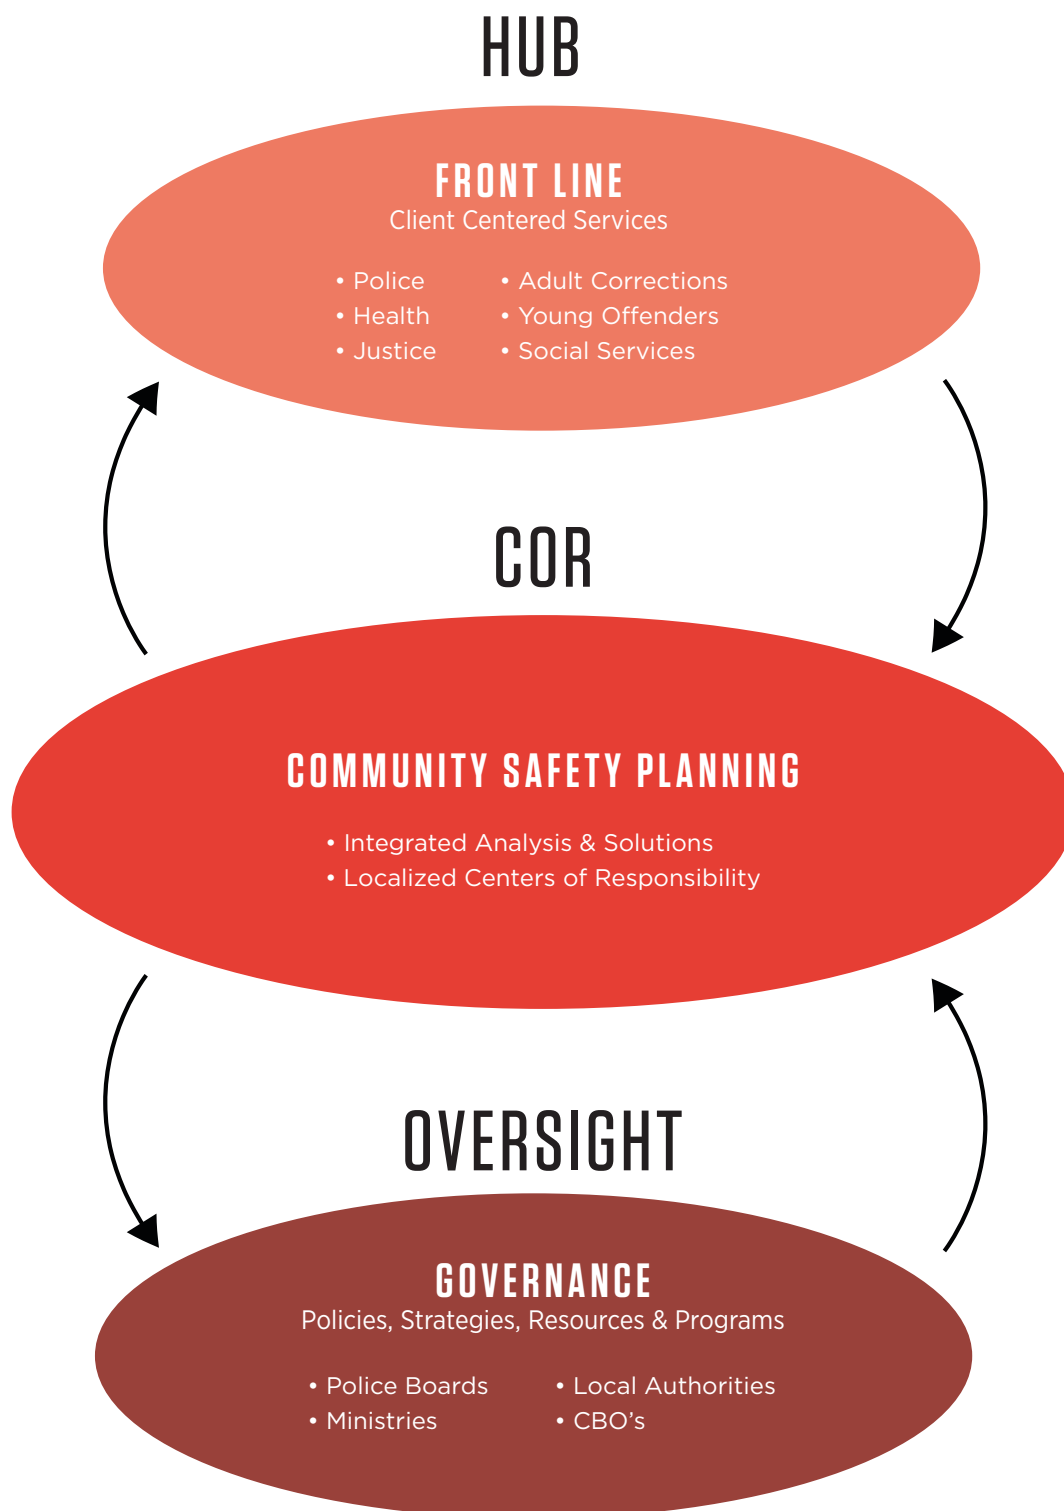 HUB
FRONT LINE
Client Centered Services
• Police
• Health
• Justice
• Adult Corrections
• Young Offenders
• Social Services
COR
COMMUNITY SAFETY PLANNING
• Integrated Analysis & Solutions
• Localized Centers of Responsibility
OVERSIGHT
GOVERNANCE
Policies, Strategies, Resources & Programs
• Police Boards
• Ministries
• Local Authorities
• CBO’s